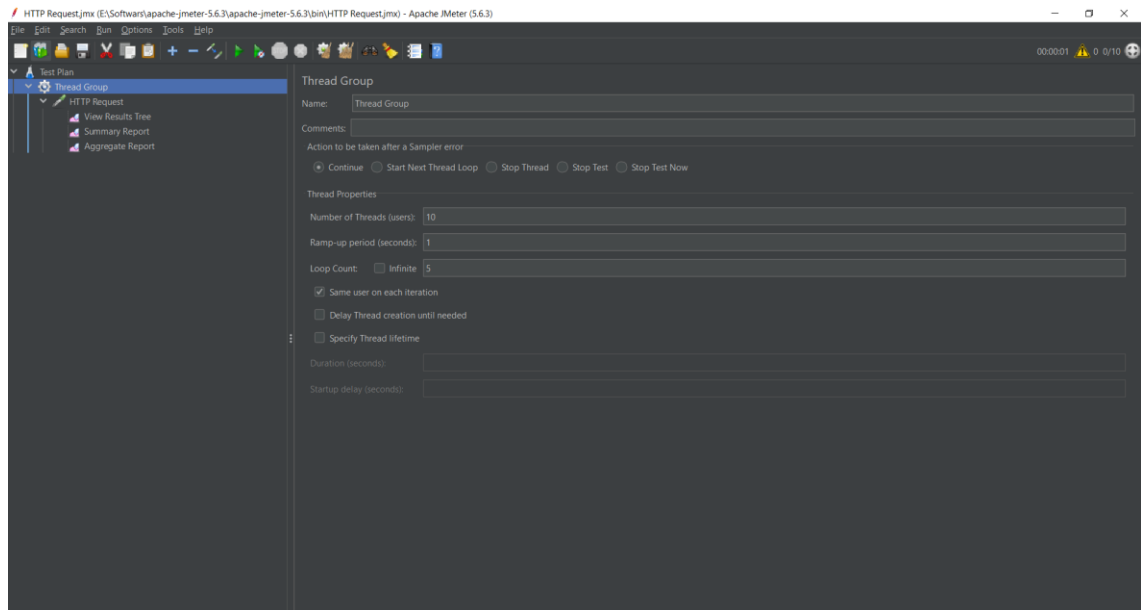 HTTP Request.jmx (E:\Softwars\apache-jmeter-5.6.3\apache-jmeter-5.6.3\bin\HTTP Request.jmx) - Apache JMeter (5.6.3)
File Edit Search Run Options Tools Help
00:00:01 0 0/10
Test Plan
Thread Group
HTTP Request
View Results Tree
Summary Report
Aggregate Report
Thread Group
Name: Thread Group
Comments:
Action to be taken after a Sampler error
Continue Start Next Thread Loop Stop Thread Stop Test Stop Test Now
Thread Properties
Number of Threads (users): 10
Ramp-up period (seconds): 1
Loop Count: Infinite 5
Same user on each iteration
Delay Thread creation until needed
Specify Thread lifetime
Duration (seconds):
Startup delay (seconds):